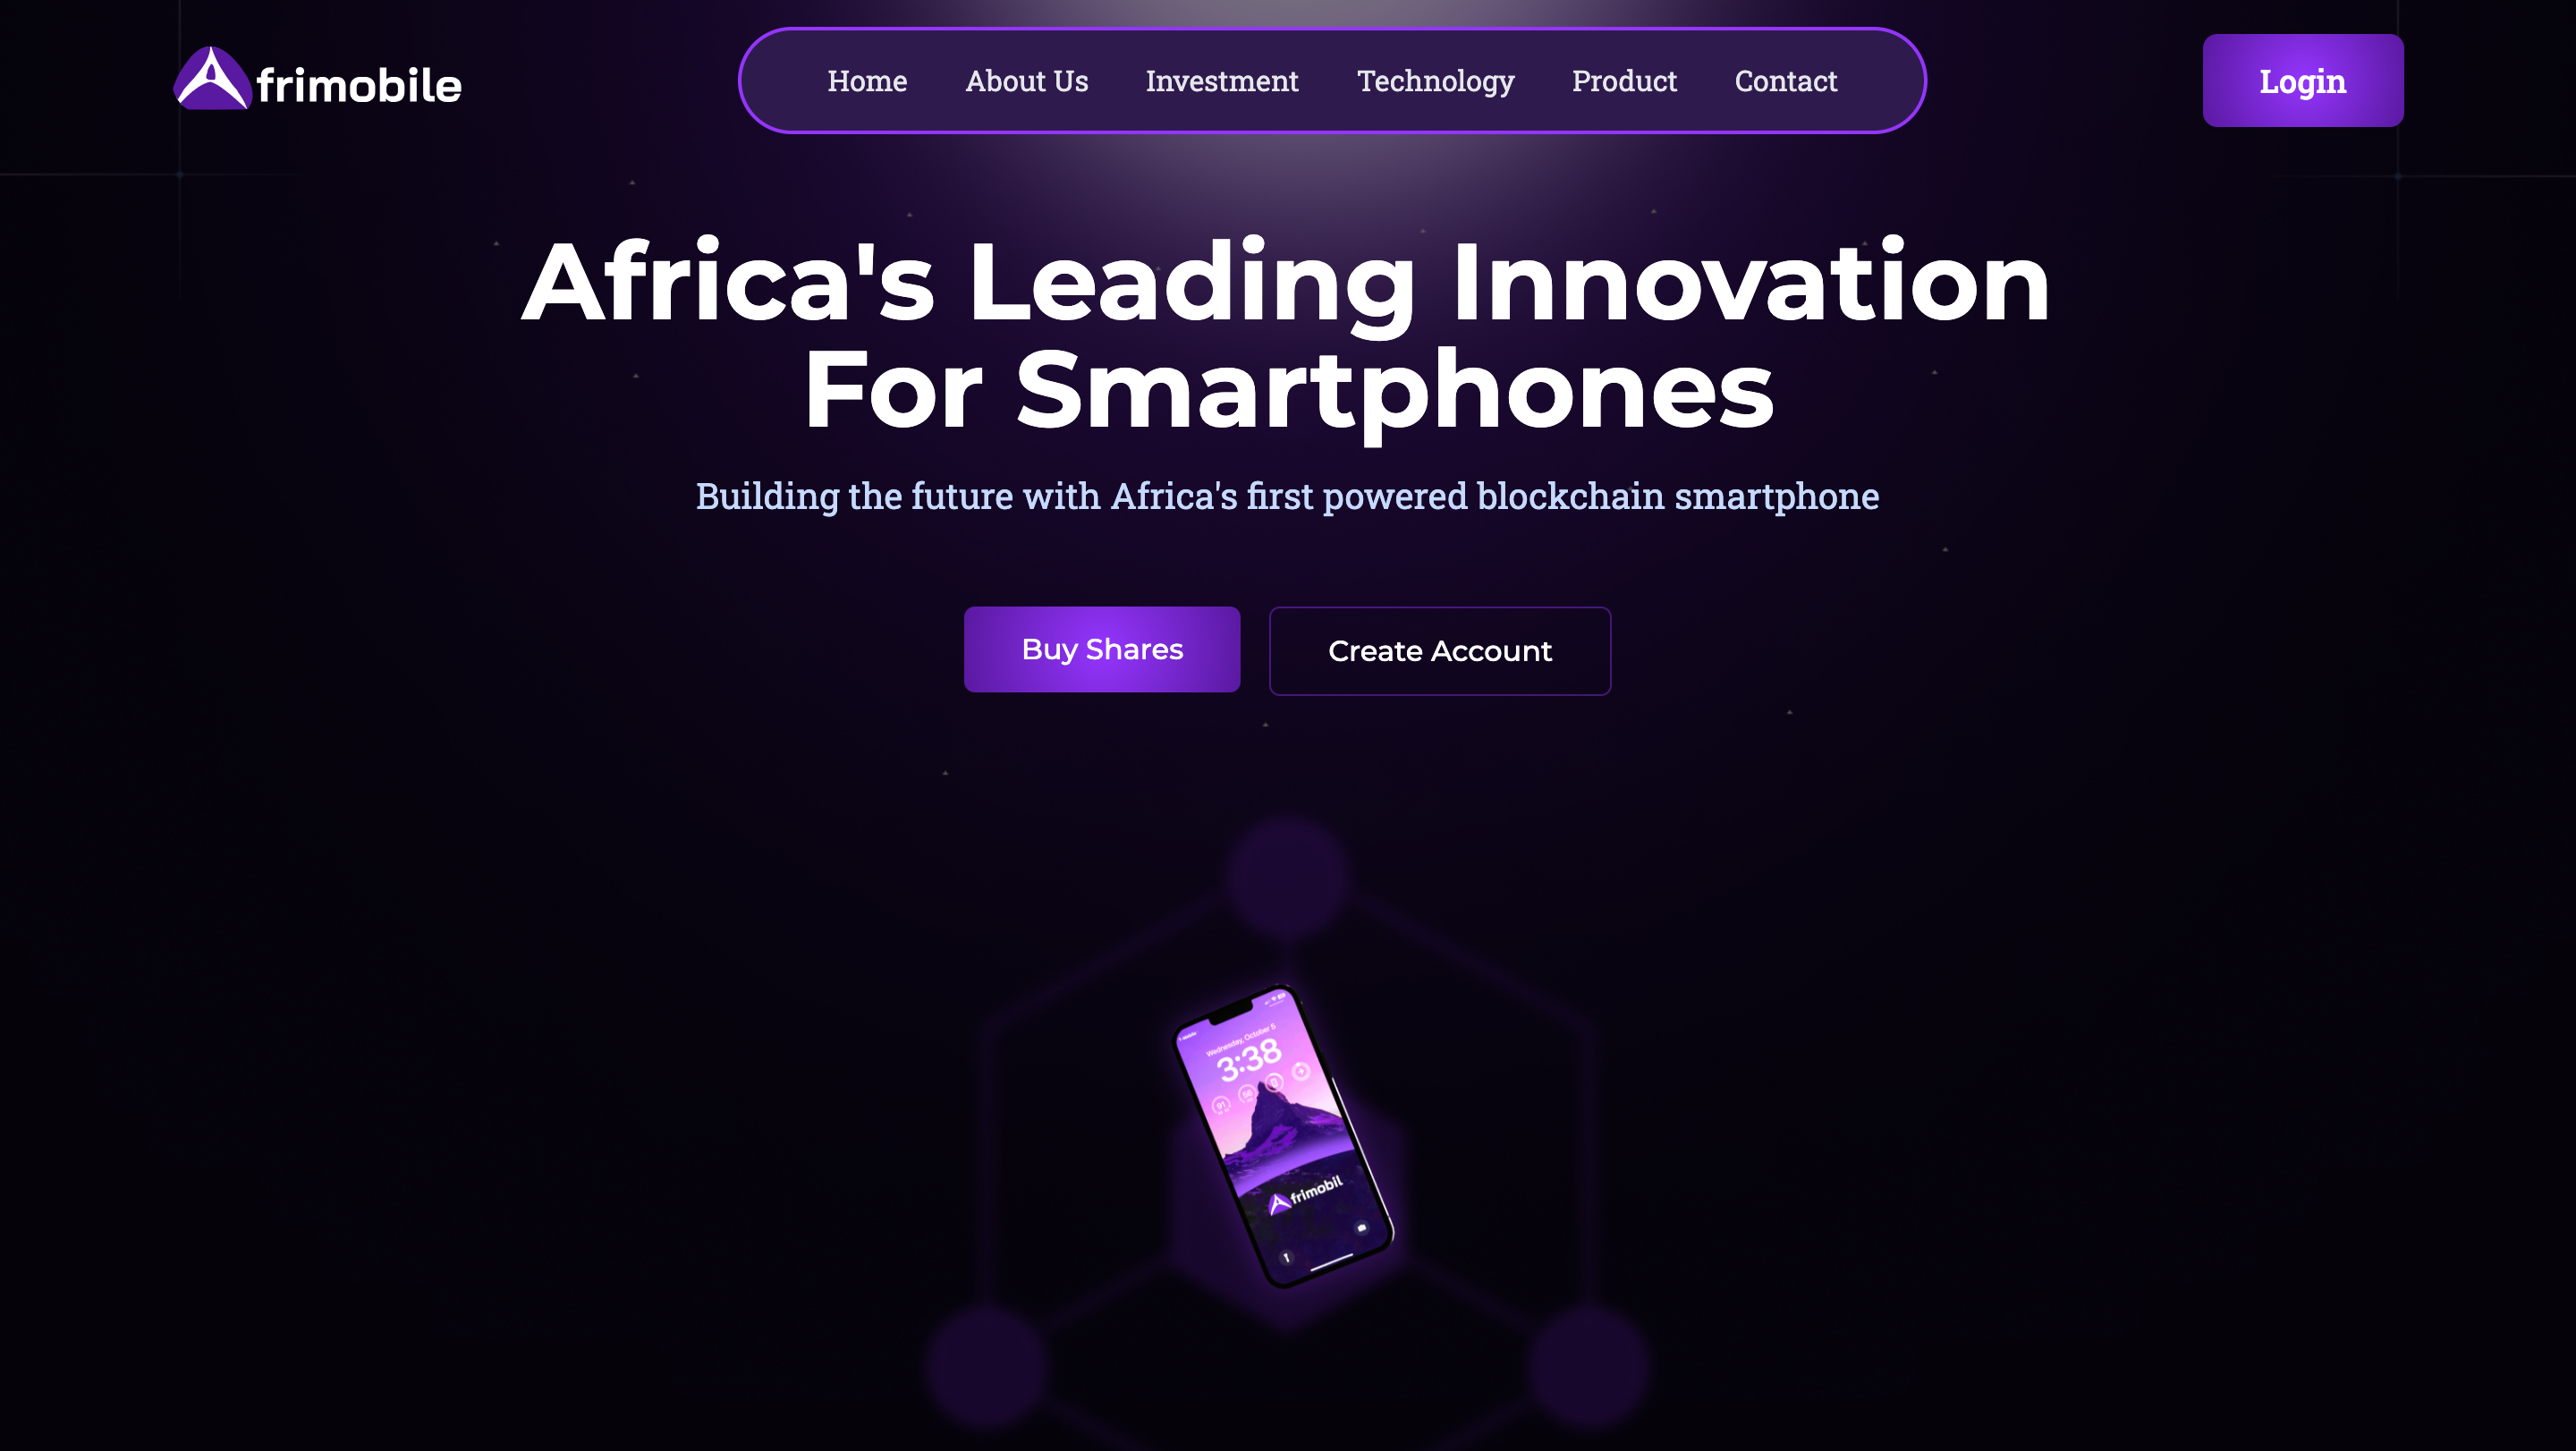 frimobile
Home About Us Investment Technology Product Contact
Login
Africa's Leading Innovation
For Smartphones
Building the future with Africa's first powered blockchain smartphone
Buy Shares
Create Account
Wednesday, October 5
3:38
91
frimobil